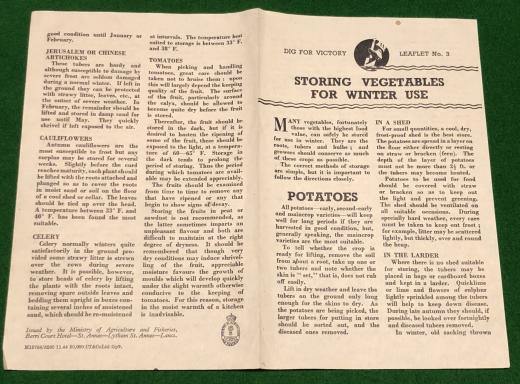 good condition until January or
February.
JERUSALEM OR CHINESE
ARTICHOKES
These tubers are hardy and
although susceptible to damage by
severe frost are seldom damaged
during a normal winter. If left in
the ground they can be protected
with strawy litter, leaves, etc., at
the outset of severe weather. In
February, the remainder should be
lifted and stored in damp sand for
use until May. They quickly
shrivel if left exposed to the air.
CAULIFLOWERS
Autumn cauliflowers are the
most susceptible to frost but any
surplus may be stored for several
weeks. Slightly before the curd
reaches maturity, each plant should
be lifted with the roots attached and
plunged so as to cover the roots
in moist sand or soil on the floor
of a cool shed or cellar. The leaves
should be tied up over the head.
A temperature between 33° F. and
40° F. has been found the most
suitable.
CELERY
Celery normally winters quite
satisfactorily in the ground pro-
vided some strawy litter is strewn
over the rows during severe
weather. It is possible, however,
to store heads of celery by lifting
the plants with the roots intact,
removing spare outside leaves and
bedding them upright in boxes con-
taining several inches of moistened
sand, which should be re-moistened
at intervals. The temperature best
suited to storage is between 33° F.
and 38° F.
TOMATOES
When picking and handling
tomatoes, great care should be
taken not to bruise them: upon
this will largely depend the keeping
quality of the fruit. The surface
of the fruit, particularly around
the calyx, should be allowed to
become quite dry before the fruit
is stored.
Thereafter, the fruit should be
stored in the dark, but if it is
desired to hasten the ripening of
some of the fruit, these should be
exposed to the light, at a tempera-
ture of 60—65° F. Storage in
the dark tends to prolong the
period of storing. Thus the period
during which tomatoes are avail-
able may be extended appreciably.
The fruits should be examined
from time to time to remove any
that have ripened or any that
begin to show signs of decay.
Storing the fruits in peat or
sawdust is not recommended, as
the latter sometimes imparts an
unpleasant flavour and both are
difficult to maintain at the right
degree of dryness. It should be
remembered that though very
dry conditions may induce shrivel-
ling of the fruit, appreciable
moisture favours the growth of
moulds which will develop quickly
under the slight warmth otherwise
conducive to the keeping of
tomatoes. For this reason, storing
in the moist warmth of a kitchen
is inadvisable.
Issued by the Ministry of Agriculture and Fisheries,
Berri Court Hotel—St. Annes—Lytham St. Annes—Lancs.
DIG FOR VICTORY
LEAFLET No. 3
STORING VEGETABLES
FOR WINTER USE
MANY vegetables, fortunately
those with the highest food
value, can safely be stored
for use in winter. They are the
roots, tubers and bulbs; and
growers should conserve as much
of these crops as possible.
The correct methods of storage
are simple, but it is important to
follow the directions closely.
POTATOES
All potatoes—early, second-early
and maincrop varieties—will keep
well for long periods if they are
harvested in good condition, but,
generally speaking, the maincrop
varieties are the most suitable.
To tell whether the crop is
ready for lifting, remove the soil
from about a root, take up one or
two tubers and note whether the
skin is "set," that is, does not rub
off easily.
Lift in dry weather and leave the
tubers on the ground only long
enough for the skins to dry. As
the potatoes are being picked, the
larger tubers for putting in store
should be sorted out, and the
diseased ones removed.
IN A SHED
For small quantities, a cool, dry,
frost-proof shed is the best store.
The potatoes are spread in a layer on
the floor either directly or resting
on straw or bracken (fern). The
depth of the layer of potatoes
must not be more than 2½ ft. or
the tubers may become heated.
Potatoes to be used for food
should be covered with straw
or bracken so as to keep out
the light and prevent greening.
The shed should be ventilated on
all suitable occasions. During
specially hard weather, every care
must be taken to keep out frost;
for example, litter may be scattered
lightly, but thickly, over and round
the heap.
IN THE LARDER
Where there is no shed suitable
for storing, the tubers may be
placed in bags or cardboard boxes
and kept in a larder. Quicklime
or lime and flowers of sulphur
lightly sprinkled among the tubers
will help to keep down disease.
During late autumn they should, if
possible, be looked over fortnightly
and diseased tubers removed.
In winter, old sacking thrown